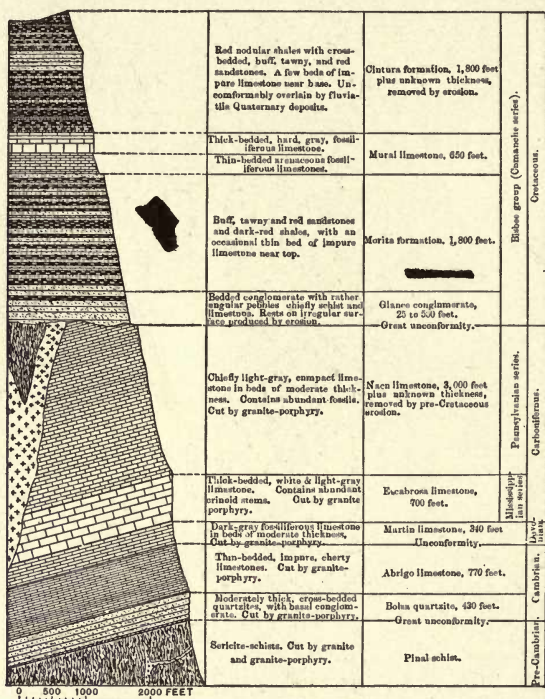 Red nodular shales with cross-
bedded, buff, tawny, and red
sandstones. A few beds of im-
pure limestone near base. Un-
comformably overlain by fluvia-
tile Quaternary deposits.
Cintura formation, 1,800 feet
plus unknown thickness,
removed by erosion.
Thick-bedded, hard, gray, fossil-
iferous limestone.
Thin-bedded arenaceous fossil-
iferous limestones.
Mural limestone, 650 feet.
Buff, tawny and red sandstones
and dark-red shales, with an
occasional thin bed of impure
limestone near top.
Morita formation, 1,800 feet.
Bedded conglomerate with rather
angular pebbles chiefly schist and
limestone. Rests on irregular sur-
face produced by erosion.
Glance conglomerate,
25 to 500 feet.
Great unconformity.
Bisbee group (Comanche series).
Cretaceous.
Chiefly light-gray, compact lime-
stone in beds of moderate thick-
ness. Contains abundant fossils.
Cut by granite-porphyry.
Naco limestone, 3,000 feet
plus unknown thickness,
removed by pre-Cretaceous
erosion.
Pennsylvanian series.
Carboniferous.
Thick-bedded, white & light-gray
limestone. Contains abundant
crinoid stems. Cut by granite
porphyry.
Escabrosa limestone,
700 feet.
Mississipp-
ian series.
Dark-gray fossiliferous limestone
in beds of moderate thickness.
Cut by granite-porphyry.
Martin limestone, 340 feet
Unconformity.
Devo-
nian.
Thin-bedded, impure, cherty
limestones. Cut by granite-
porphyry.
Abrigo limestone, 770 feet.
Moderately thick, cross-bedded
quartzites, with basal conglom-
erate. Cut by granite-porphyry.
Bolsa quartzite, 430 feet.
Great unconformity.
Cambrian.
Sericite-schists. Cut by granite
and granite-porphyry.
Pinal schist.
Pre-Cambrian.
0 500 1000 2000 FEET